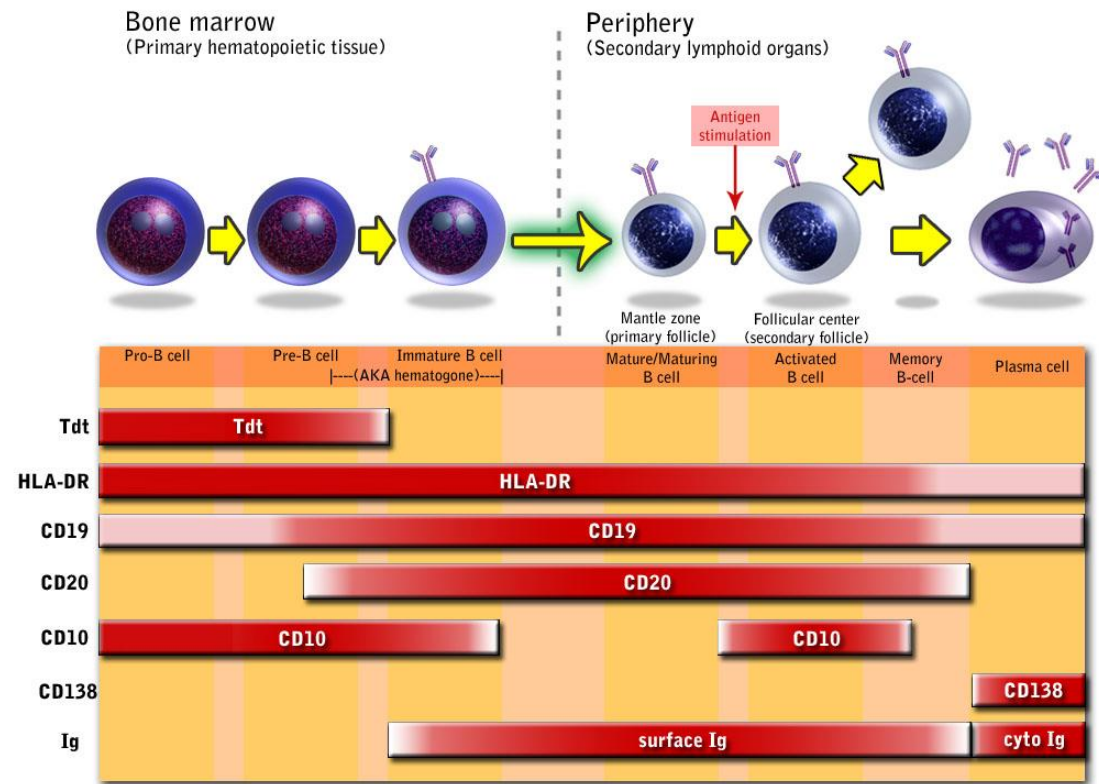 Bone marrow
(Primary hematopoietic tissue)
Periphery
(Secondary lymphoid organs)
Antigen
stimulation
Mantle zone
(primary follicle)
Follicular center
(secondary follicle)
Pro-B cell
Pre-B cell
Immature B cell
|----(AKA hematogone)----|
Mature/Maturing
B cell
Activated
B cell
Memory
B-cell
Plasma cell
Tdt
Tdt
HLA-DR
HLA-DR
CD19
CD19
CD20
CD20
CD10
CD10
CD10
CD138
CD138
Ig
surface Ig
cyto Ig